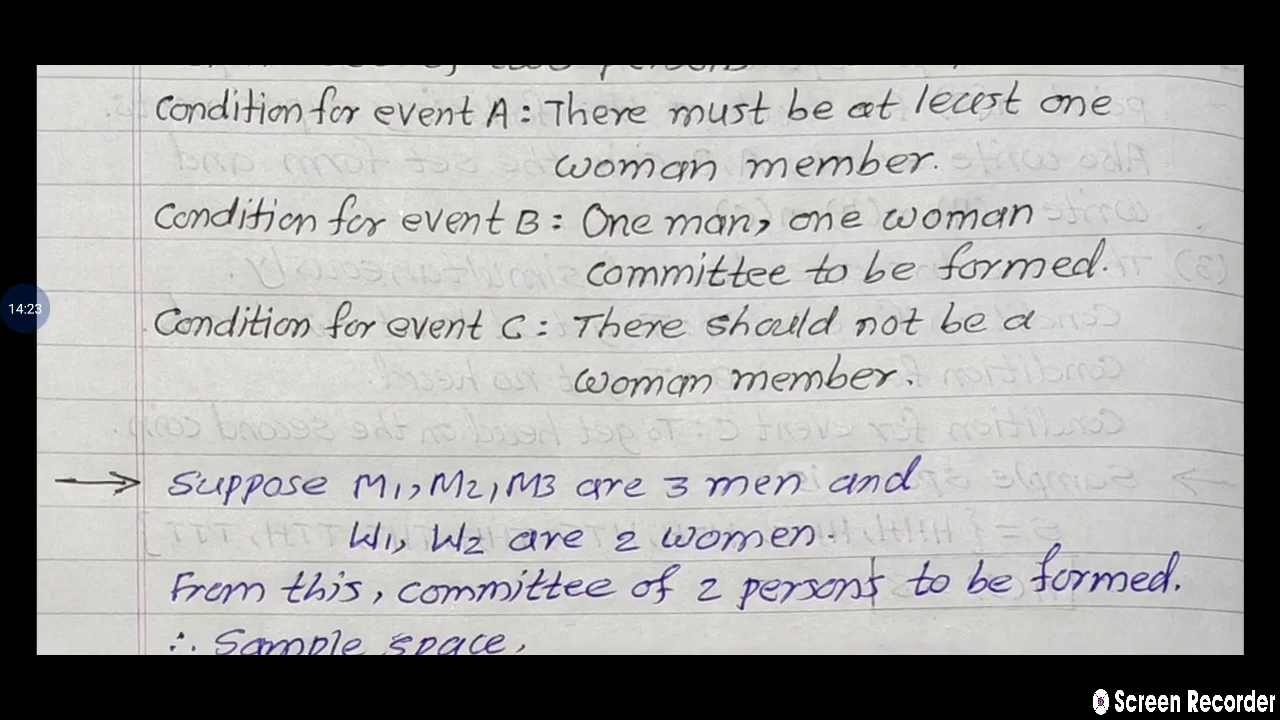 Condition for event A: There must be at least one
woman member.
Condition for event B: One man, one woman
committee to be formed.
Condition for event C: There should not be a
woman member.
14:23
→ Suppose M1, M2, M3 are 3 men and
W1, W2 are 2 women.
From this, committee of 2 persons to be formed.
∴ Sample space,
Screen Recorder